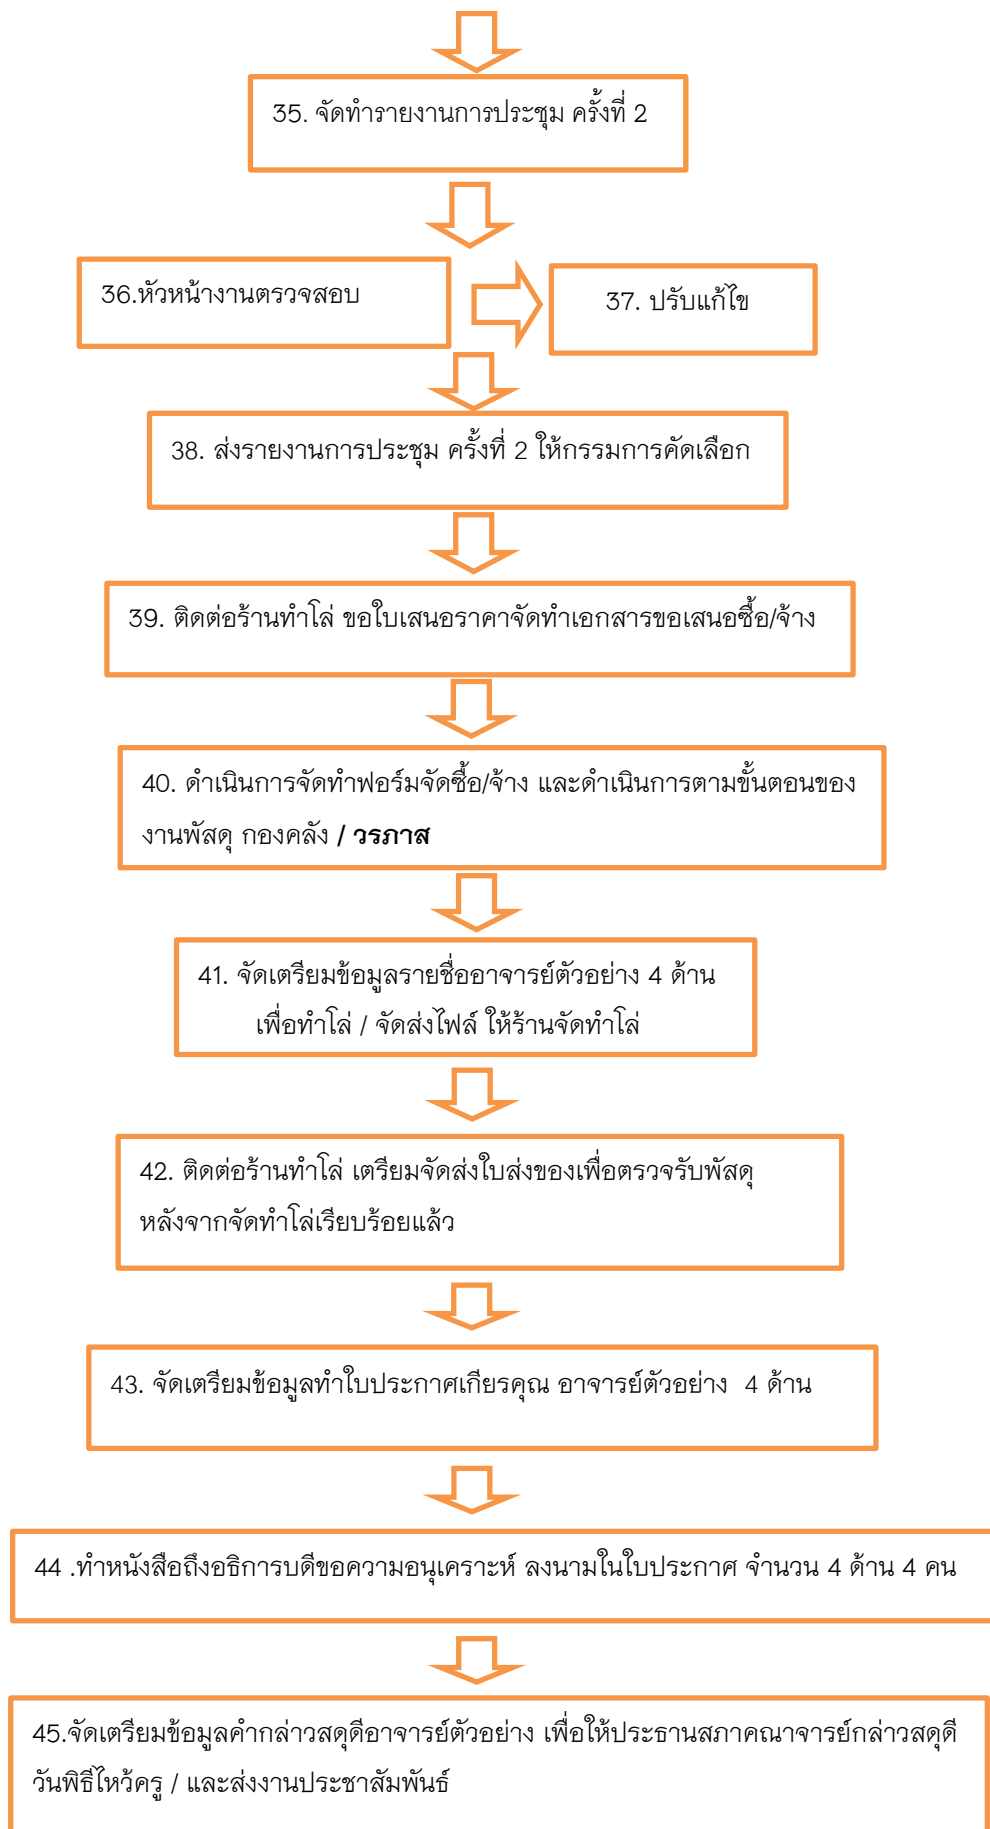 35. จัดทำรายงานการประชุม ครั้งที่ 2
36.หัวหน้างานตรวจสอบ
37. ปรับแก้ไข
38. ส่งรายงานการประชุม ครั้งที่ 2 ให้กรรมการคัดเลือก
39. ติดต่อร้านทำโล่ ขอใบเสนอราคาจัดทำเอกสารขอเสนอซื้อ/จ้าง
40. ดำเนินการจัดทำฟอร์มจัดซื้อ/จ้าง และดำเนินการตามขั้นตอนของ
งานพัสดุ กองคลัง / วรภาส
41. จัดเตรียมข้อมูลรายชื่ออาจารย์ตัวอย่าง 4 ด้าน
เพื่อทำโล่ / จัดส่งไฟล์ ให้ร้านจัดทำโล่
42. ติดต่อร้านทำโล่ เตรียมจัดส่งใบส่งของเพื่อตรวจรับพัสดุ
หลังจากจัดทำโล่เรียบร้อยแล้ว
43. จัดเตรียมข้อมูลทำใบประกาศเกียรคุณ อาจารย์ตัวอย่าง  4 ด้าน
44 .ทำหนังสือถึงอธิการบดีขอความอนุเคราะห์ ลงนามในใบประกาศ จำนวน 4 ด้าน 4 คน
45.จัดเตรียมข้อมูลคำกล่าวสดุดีอาจารย์ตัวอย่าง เพื่อให้ประธานสภาคณาจารย์กล่าวสดุดี
วันพิธีไหว้ครู / และส่งงานประชาสัมพันธ์